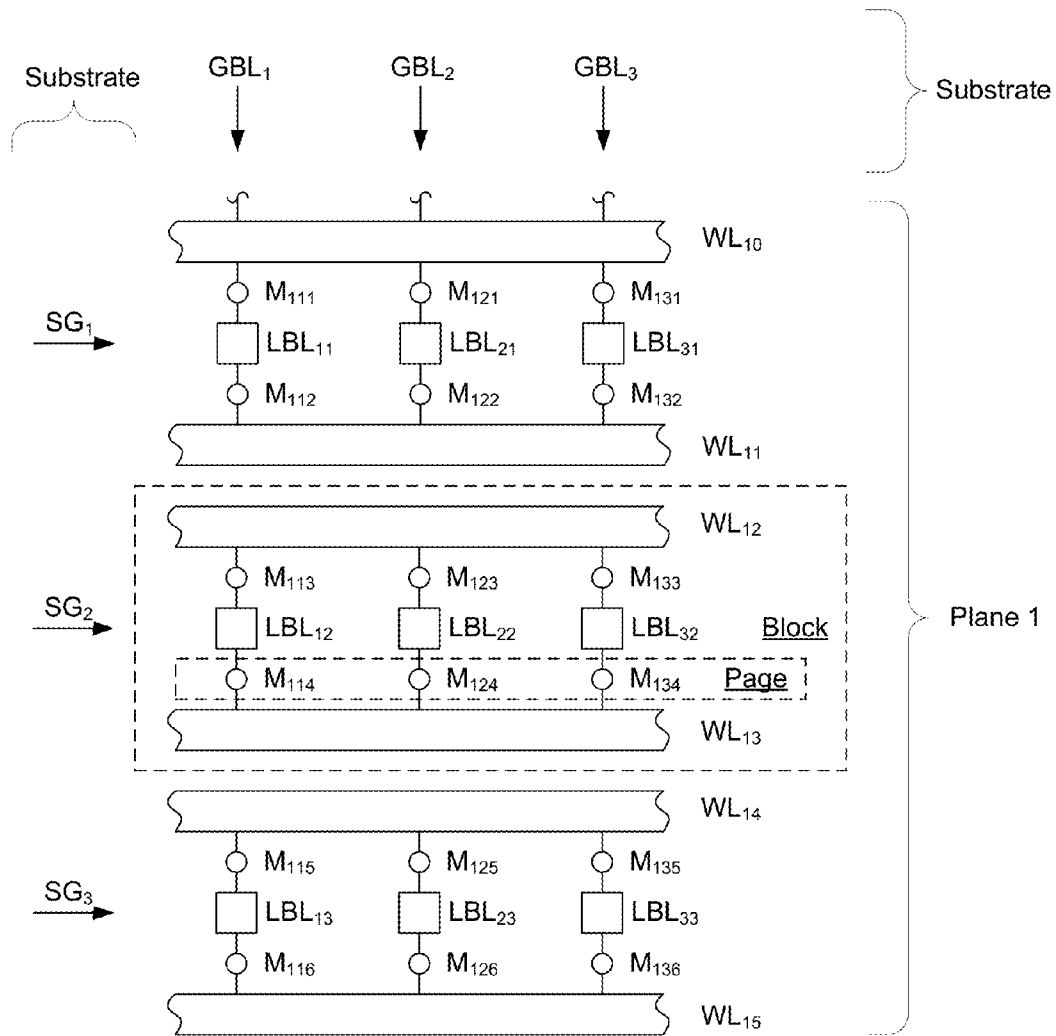 GBL₁ GBL₂ GBL₃
Substrate
Substrate
WL₁₀
M₁₁₁ M₁₂₁ M₁₃₁
SG₁
LBL₁₁ LBL₂₁ LBL₃₁
M₁₁₂ M₁₂₂ M₁₃₂
WL₁₁
WL₁₂
M₁₁₃ M₁₂₃ M₁₃₃
SG₂
LBL₁₂ LBL₂₂ LBL₃₂ Block
Plane 1
M₁₁₄ M₁₂₄ M₁₃₄ Page
WL₁₃
WL₁₄
M₁₁₅ M₁₂₅ M₁₃₅
SG₃
LBL₁₃ LBL₂₃ LBL₃₃
M₁₁₆ M₁₂₆ M₁₃₆
WL₁₅